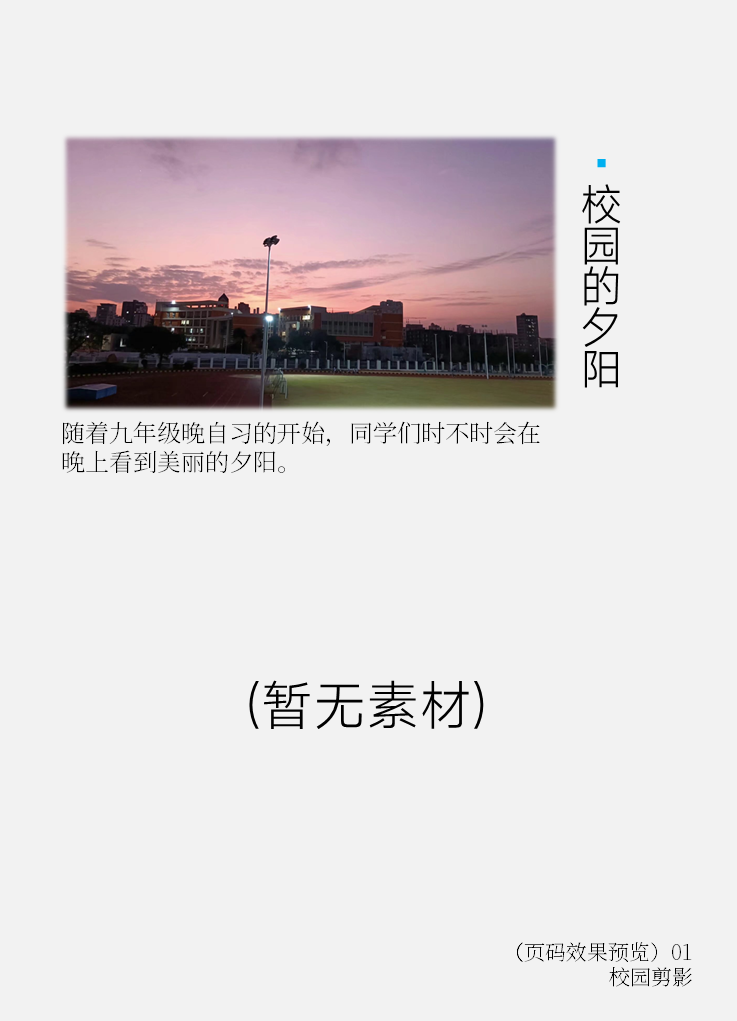 校园的夕阳
随着九年级晚自习的开始，同学们时不时会在
晚上看到美丽的夕阳。
(暂无素材)
（页码效果预览）01
校园剪影